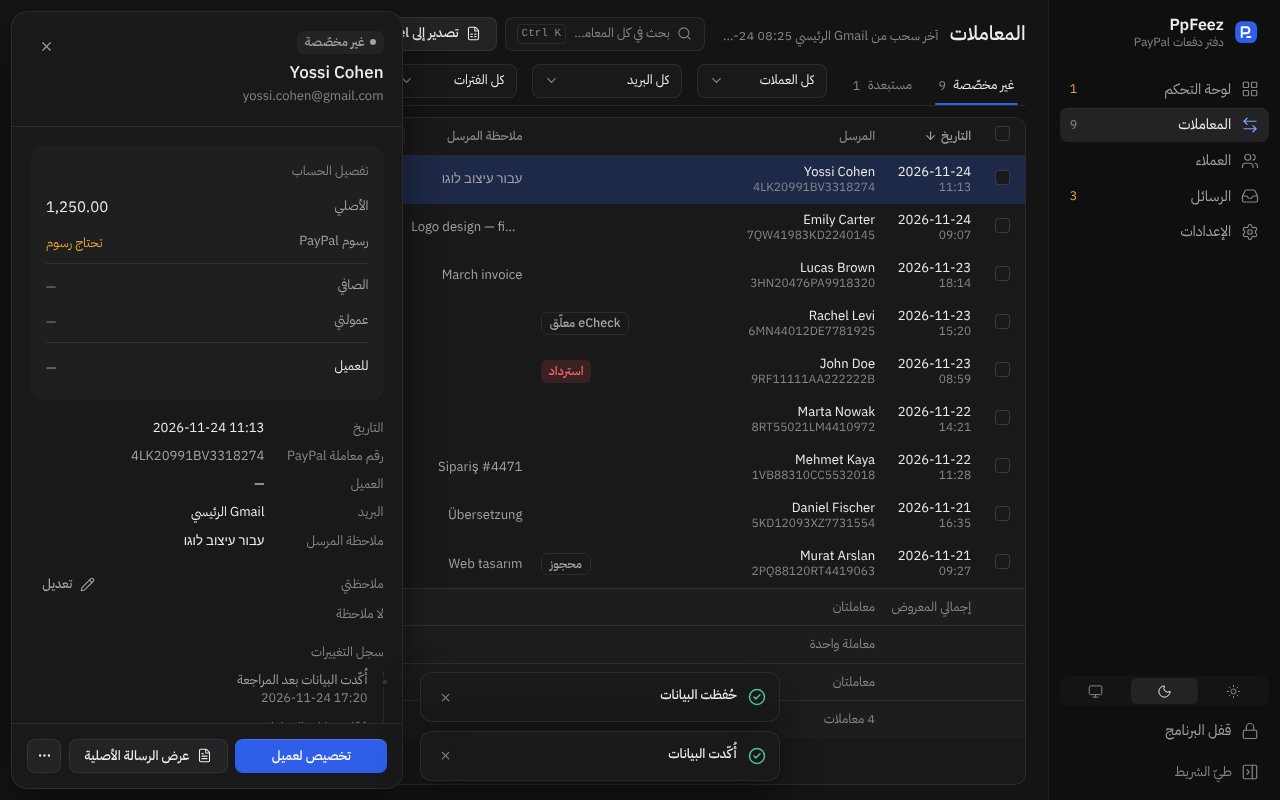 PpFeez
دفتر دفعات PayPal
لوحة التحكم 1
المعاملات 9
العملاء
الرسائل 3
الإعدادات
قفل البرنامج
طيّ الشريط
المعاملات
آخر سحب من Gmail الرئيسي 08:25 24-...
بحث في كل المعامـ... Ctrl K
تصدير إلى
غير مخصّصة 9
مستبعدة 1
كل العملات
كل البريد
كل الفترات
التاريخ ↓ المرسل ملاحظة المرسل
2026-11-24 Yossi Cohen עבור עיצוב לוגו
11:13 4LK20991BV3318274
2026-11-24 Emily Carter Logo design — fi...
09:07 7QW41983KD2240145
2026-11-23 Lucas Brown March invoice
18:14 3HN20476PA9918320
2026-11-23 Rachel Levi eCheck معلّق
15:20 6MN44012DE7781925
2026-11-23 John Doe استرداد
08:59 9RF11111AA222222B
2026-11-22 Marta Nowak
14:21 8RT55021LM4410972
2026-11-22 Mehmet Kaya Sipariş #4471
11:28 1VB88310CC5532018
2026-11-21 Daniel Fischer Übersetzung
16:35 5KD12093XZ7731554
2026-11-21 Murat Arslan محجوز Web tasarım
09:27 2PQ88120RT4419063
إجمالي المعروض معاملتان
معاملة واحدة
معاملتان
4 معاملات
حُفظت البيانات
أُكّدت البيانات
غير مخصّصة
Yossi Cohen
yossi.cohen@gmail.com
تفصيل الحساب
الأصلي 1,250.00
رسوم PayPal تحتاج رسوم
الصافي —
عمولتي —
للعميل —
التاريخ 2026-11-24 11:13
رقم معاملة PayPal 4LK20991BV3318274
العميل —
البريد Gmail الرئيسي
ملاحظة المرسل עבור עיצוב לוגו
ملاحظتي تعديل
لا ملاحظة
سجل التغييرات
أُكّدت البيانات بعد المراجعة
2026-11-24 17:20
تخصيص لعميل
عرض الرسالة الأصلية